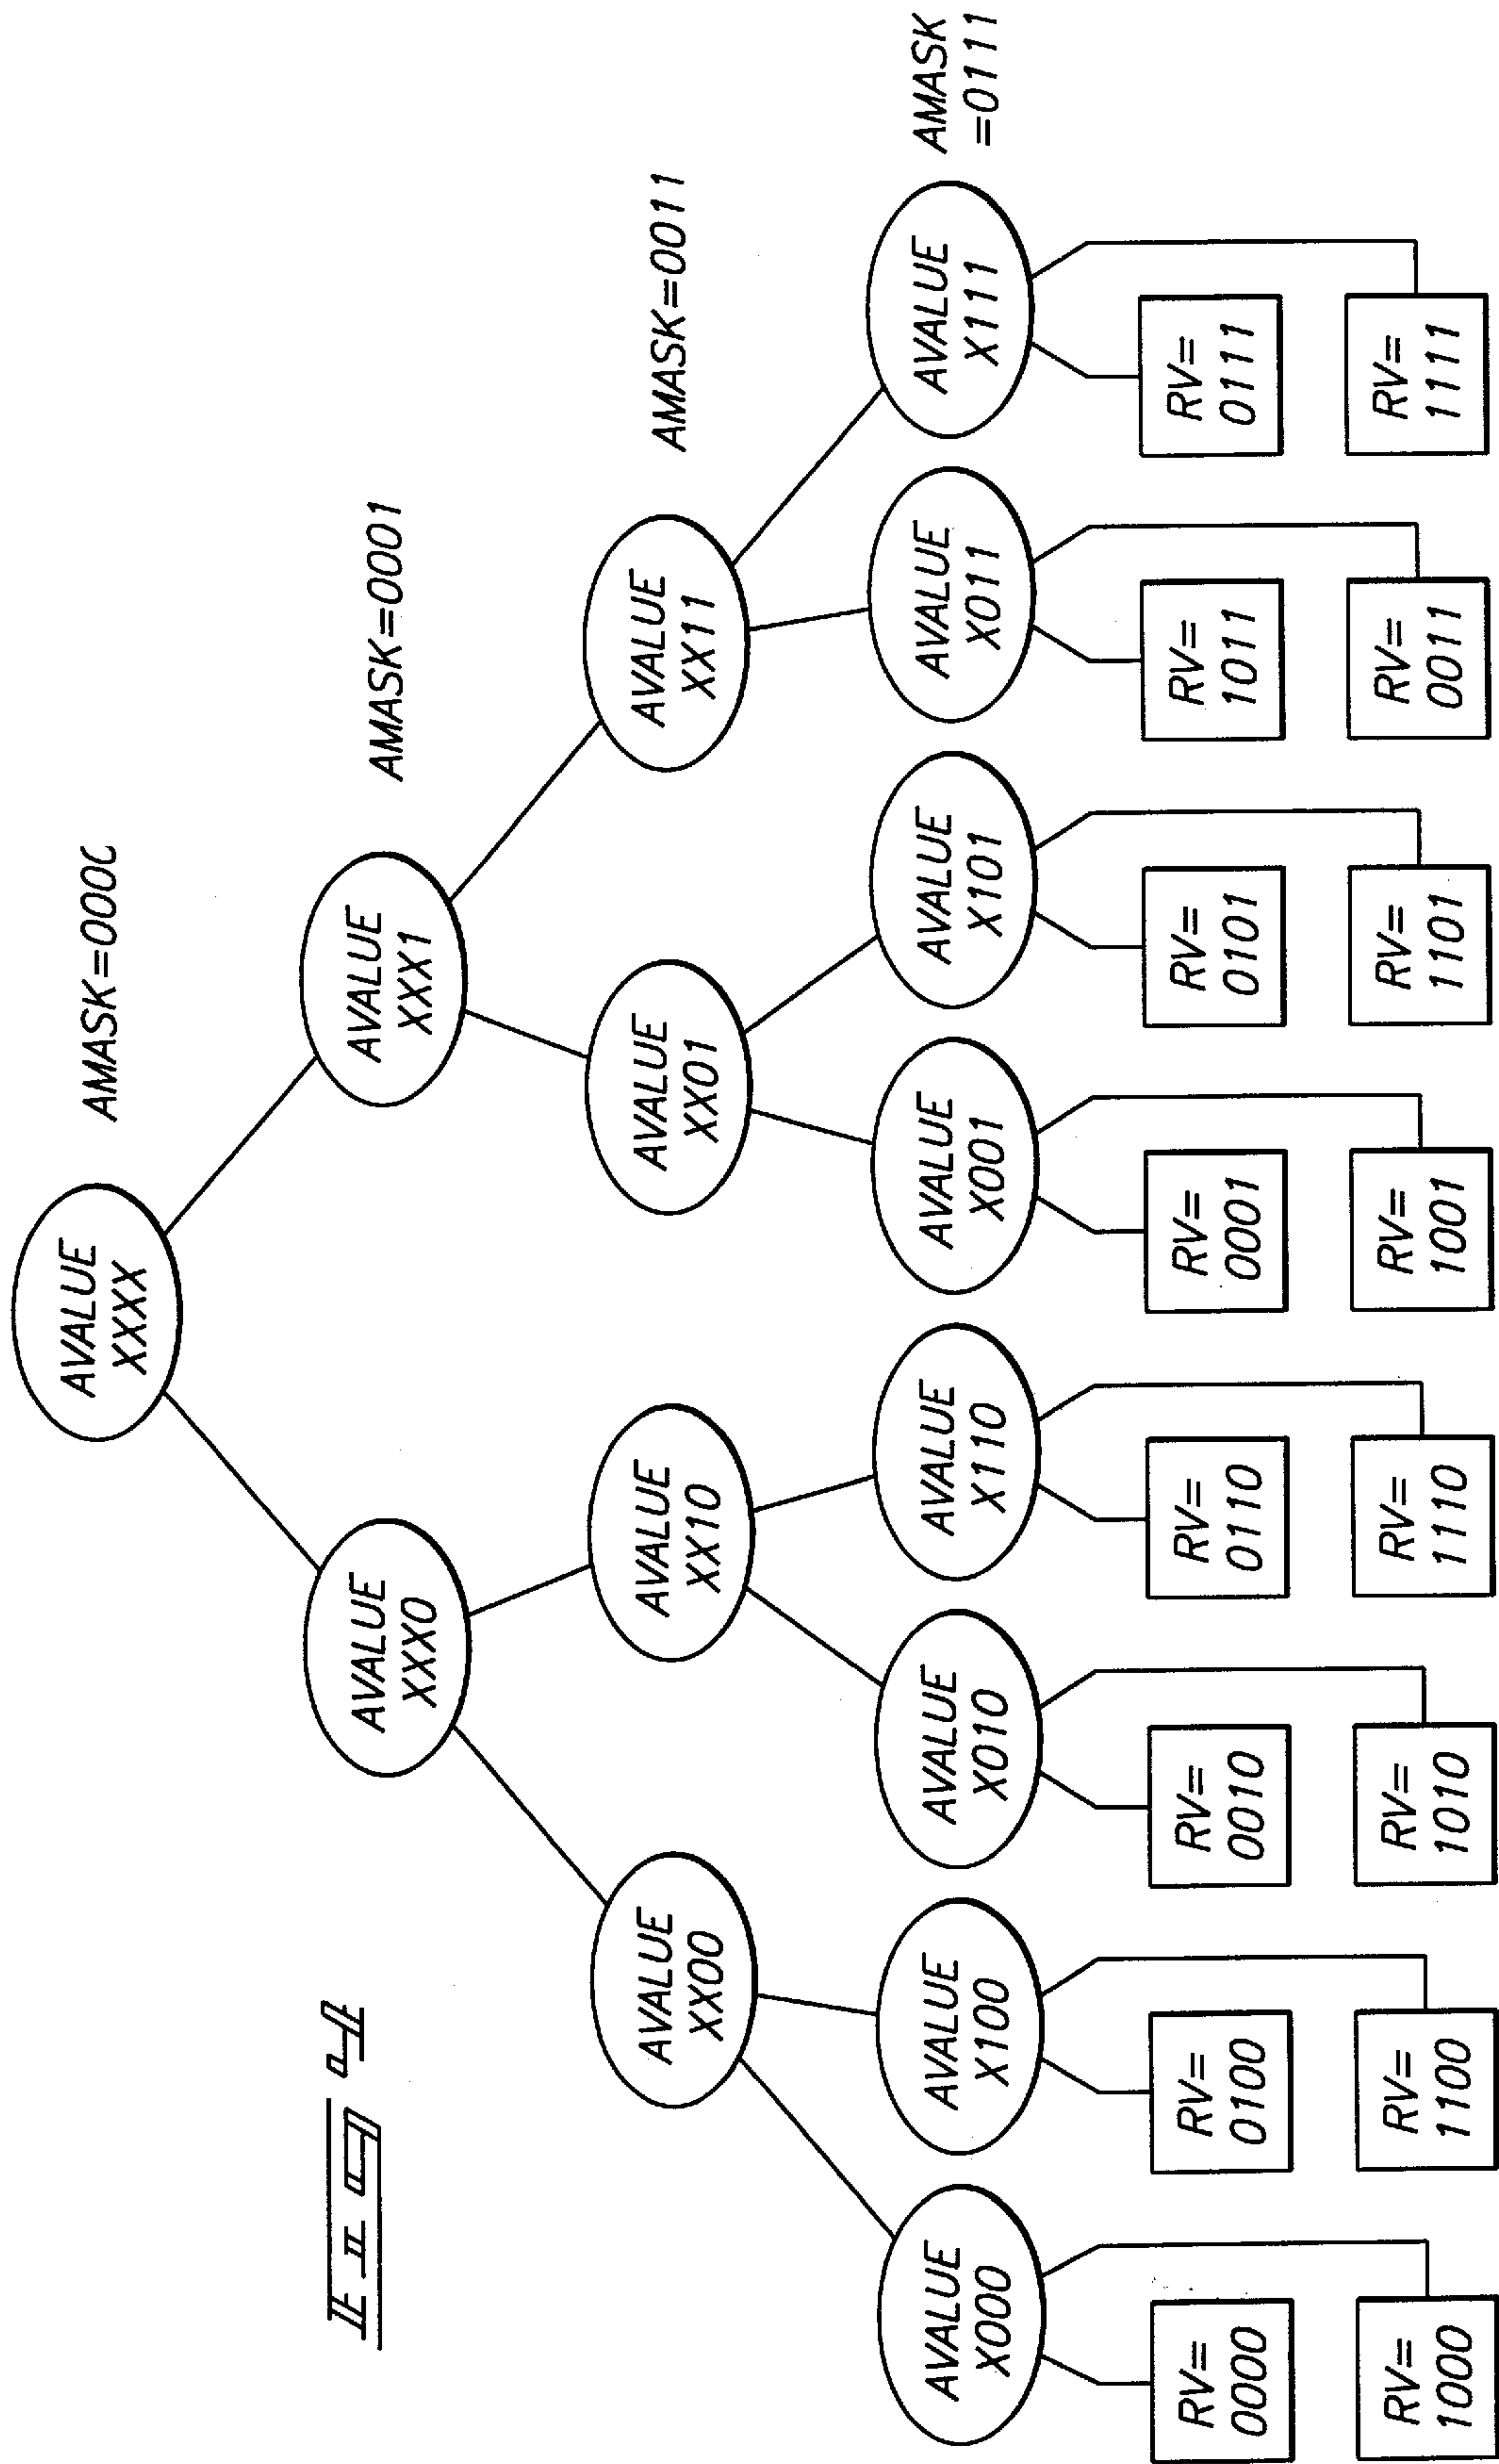 AMASK=000C
AVALUE
XXXX
AMASK=0001
AVALUE
XXX0
AVALUE
XXX1
AMASK=0011
AVALUE
XX00
AVALUE
XX10
AVALUE
XX01
AVALUE
XX11
AMASK
=0111
AVALUE
X000
AVALUE
X100
AVALUE
X010
AVALUE
X110
AVALUE
X001
AVALUE
X101
AVALUE
X011
AVALUE
X111
RV=
0000
RV=
0100
RV=
0010
RV=
0110
RV=
0001
RV=
0101
RV=
1011
RV=
0111
RV=
1000
RV=
1100
RV=
1010
RV=
1110
RV=
1001
RV=
1101
RV=
0011
RV=
1111
FIG 4